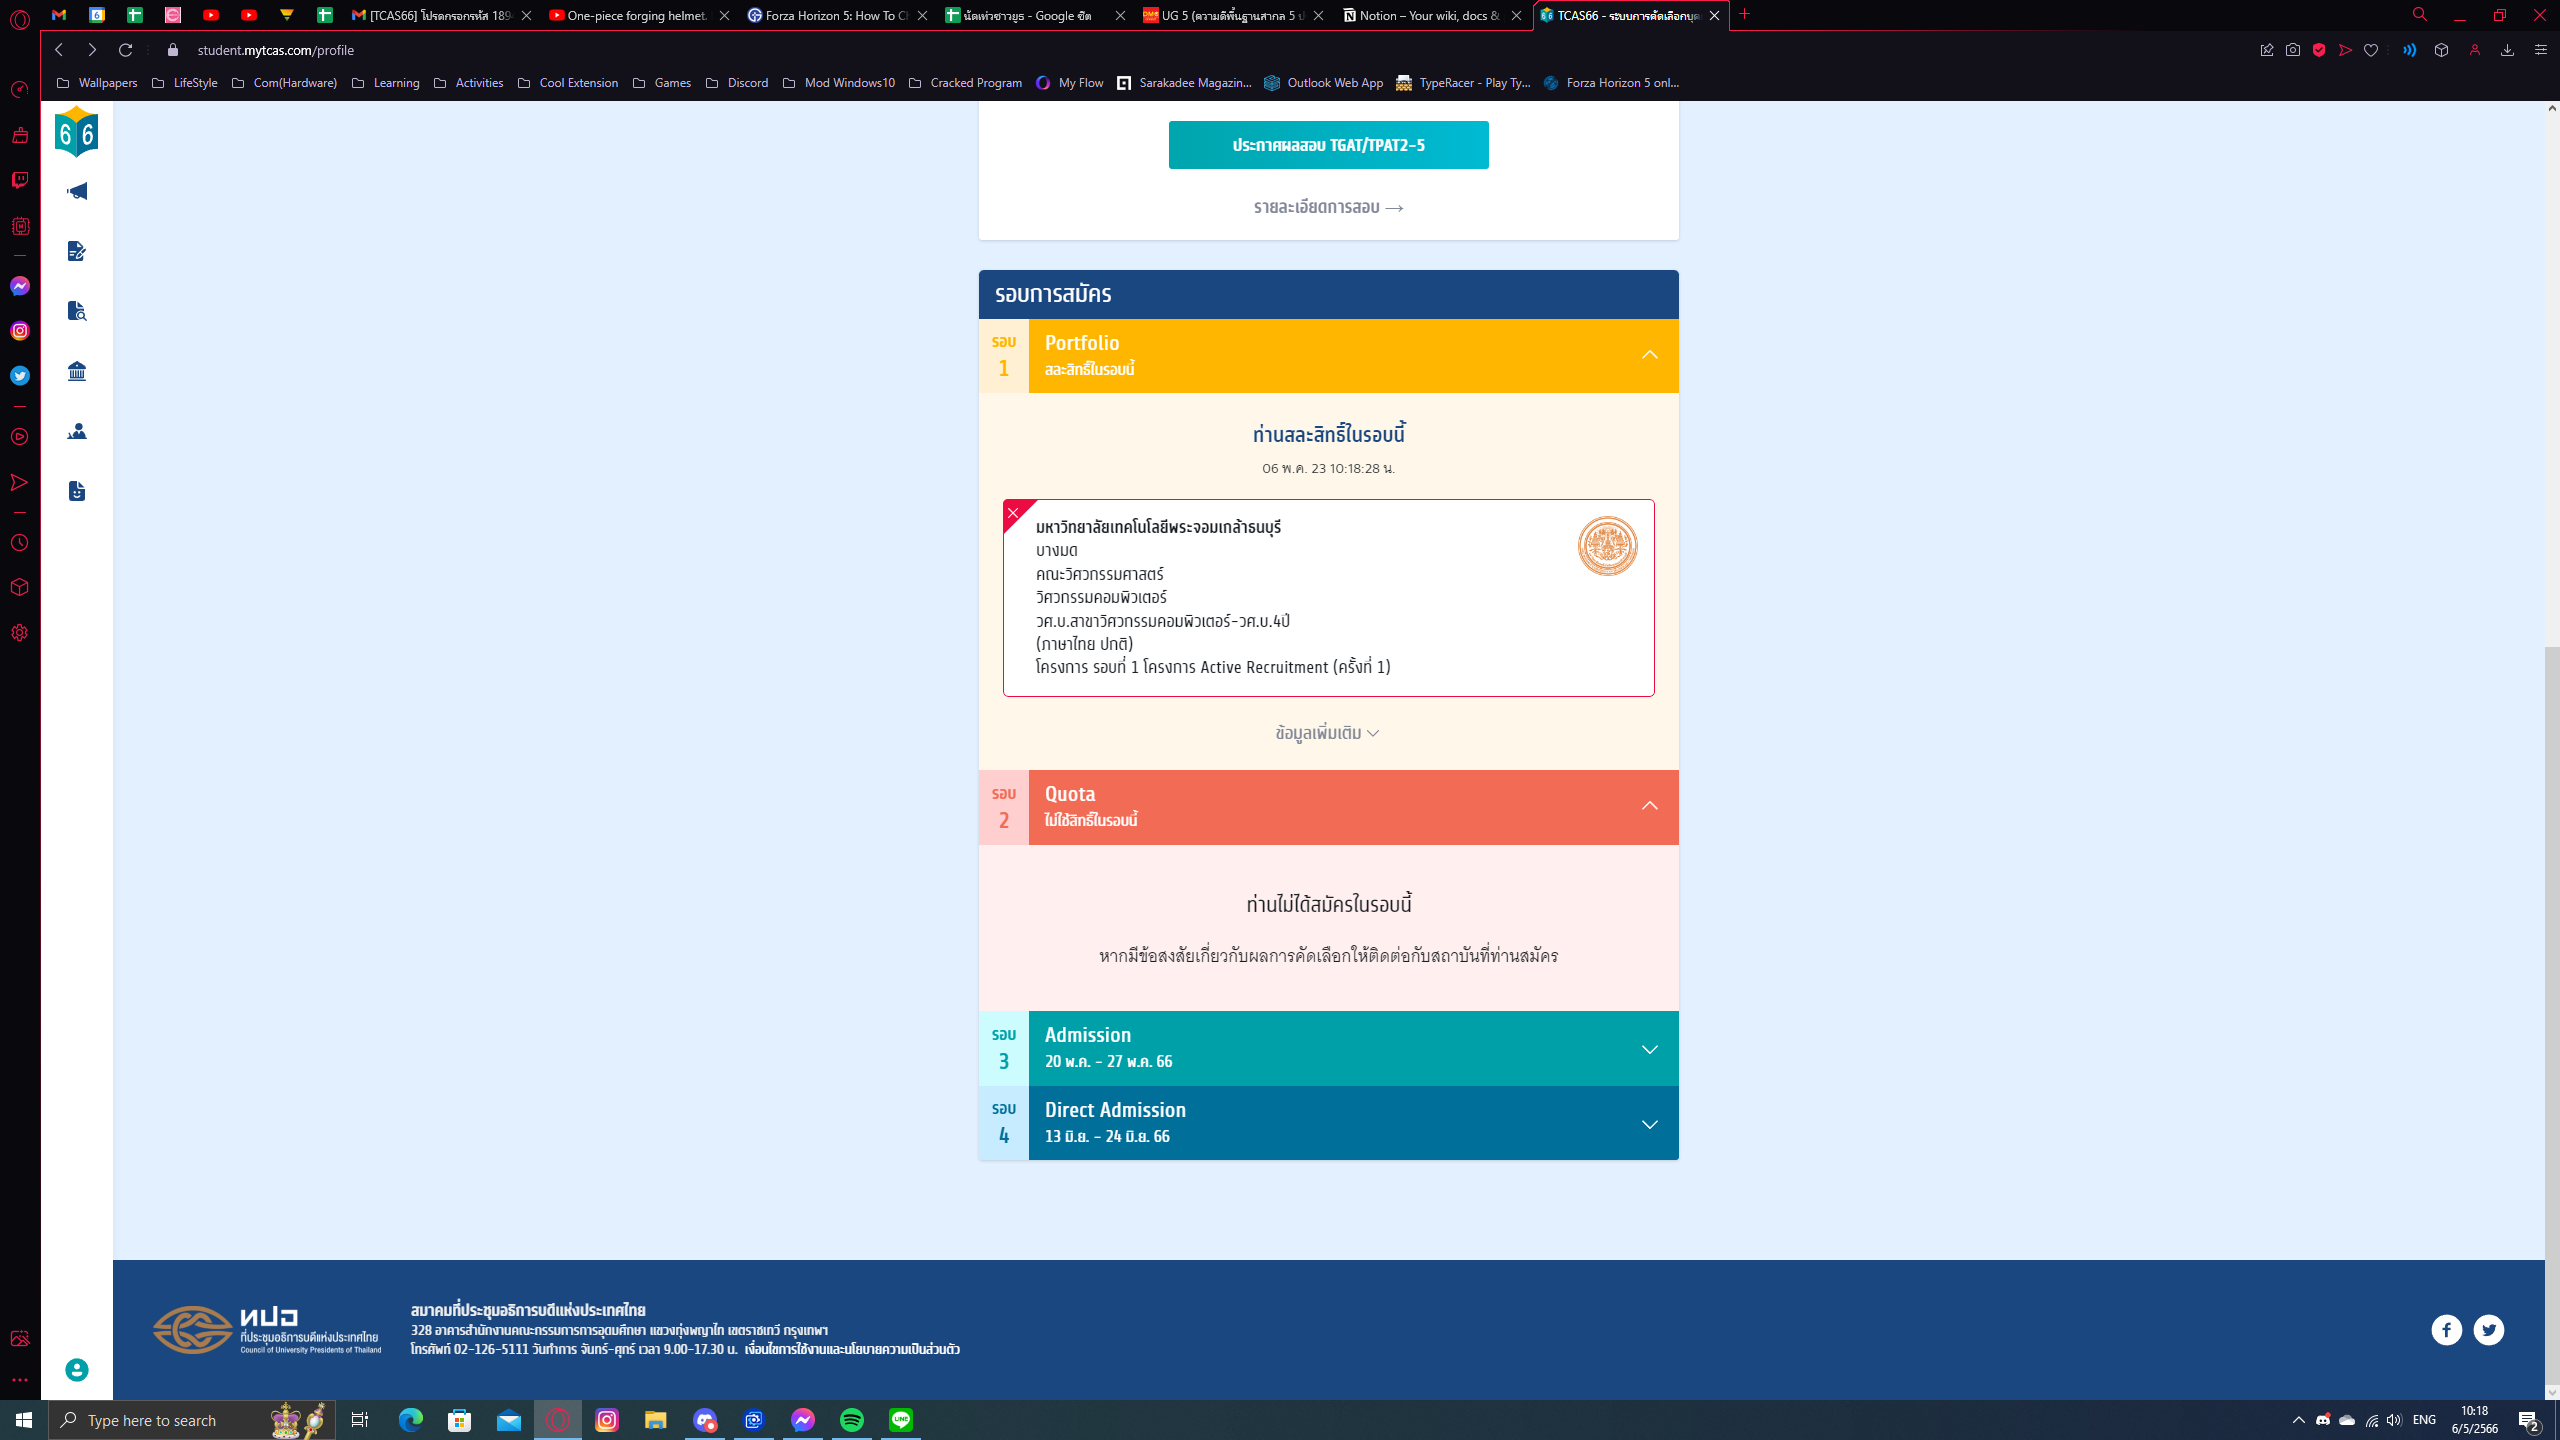 [TCAS66] โปรดกรอกรหัส 189
One-piece forging helmet.
Forza Horizon 5: How To Cl
นัดเที่ยวซาวยูธ - Google ชีต
UG 5 (ความดีพื้นฐานสากล 5 ป
Notion – Your wiki, docs &
TCAS66 - ระบบการคัดเลือกบุค
student.mytcas.com/profile
Wallpapers
LifeStyle
Com(Hardware)
Learning
Activities
Cool Extension
Games
Discord
Mod Windows10
Cracked Program
My Flow
Sarakadee Magazin...
Outlook Web App
TypeRacer - Play Ty...
Forza Horizon 5 onl...
6 6
ประกาศผลสอบ TGAT/TPAT2-5
รายละเอียดการสอบ →
รอบการสมัคร
รอบ
1
Portfolio
สละสิทธิ์ในรอบนี้
ท่านสละสิทธิ์ในรอบนี้
06 พ.ค. 23 10:18:28 น.
มหาวิทยาลัยเทคโนโลยีพระจอมเกล้าธนบุรี
บางมด
คณะวิศวกรรมศาสตร์
วิศวกรรมคอมพิวเตอร์
วศ.บ.สาขาวิศวกรรมคอมพิวเตอร์-วศ.บ.4ปี
(ภาษาไทย ปกติ)
โครงการ รอบที่ 1 โครงการ Active Recruitment (ครั้งที่ 1)
ข้อมูลเพิ่มเติม
รอบ
2
Quota
ไม่ใช้สิทธิ์ในรอบนี้
ท่านไม่ได้สมัครในรอบนี้
หากมีข้อสงสัยเกี่ยวกับผลการคัดเลือกให้ติดต่อกับสถาบันที่ท่านสมัคร
รอบ
3
Admission
20 พ.ค. - 27 พ.ค. 66
รอบ
4
Direct Admission
13 มิ.ย. - 24 มิ.ย. 66
ทปอ
ที่ประชุมอธิการบดีแห่งประเทศไทย
Council of University Presidents of Thailand
สมาคมที่ประชุมอธิการบดีแห่งประเทศไทย
328 อาคารสำนักงานคณะกรรมการการอุดมศึกษา แขวงทุ่งพญาไท เขตราชเทวี กรุงเทพฯ
โทรศัพท์ 02-126-5111 วันทำการ จันทร์-ศุกร์ เวลา 9.00-17.30 น. เงื่อนไขการใช้งานและนโยบายความเป็นส่วนตัว
Type here to search
ENG
10:18
6/5/2566
2